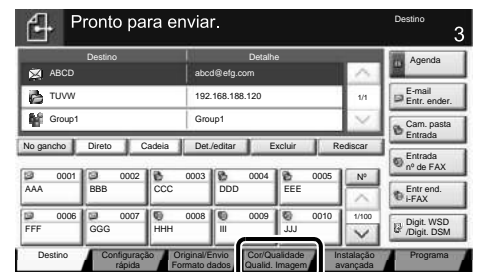 Pronto para enviar.
Destino
3
Destino Detalhe
ABCD abcd@efg.com
TUVW 192.168.188.120
1/1
Group1 Group1
No gancho Direto Cadeia Det./editar Excluir Rediscar
0001 0002 0003 0004 0005 Nº
AAA BBB CCC DDD EEE
0006 0007 0008 0009 0010 1/100
FFF GGG HHH III JJJ
Agenda
E-mail
Entr. ender.
Cam. pasta
Entrada
Entrada
nº de FAX
Entr end.
i-FAX
Digit. WSD
/Digit. DSM
Destino
Configuração
rápida
Original/Envio
Formato dados
Cor/Qualidade
Qualid. Imagem
Instalação
avançada
Programa